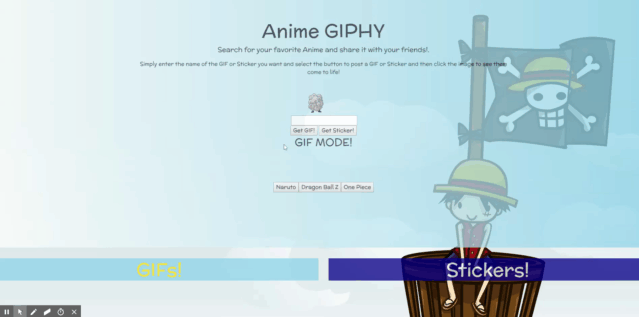 Anime GIPHY
Search for your favorite Anime and share it with your friends!.
Simply enter the name of the GIF or Sticker you want and select the button to post a GIF or Sticker and then click the image to see them
come to life!
Get GIF! Get Sticker!
GIF MODE!
Naruto Dragon Ball Z One Piece
GIFs! Stickers!